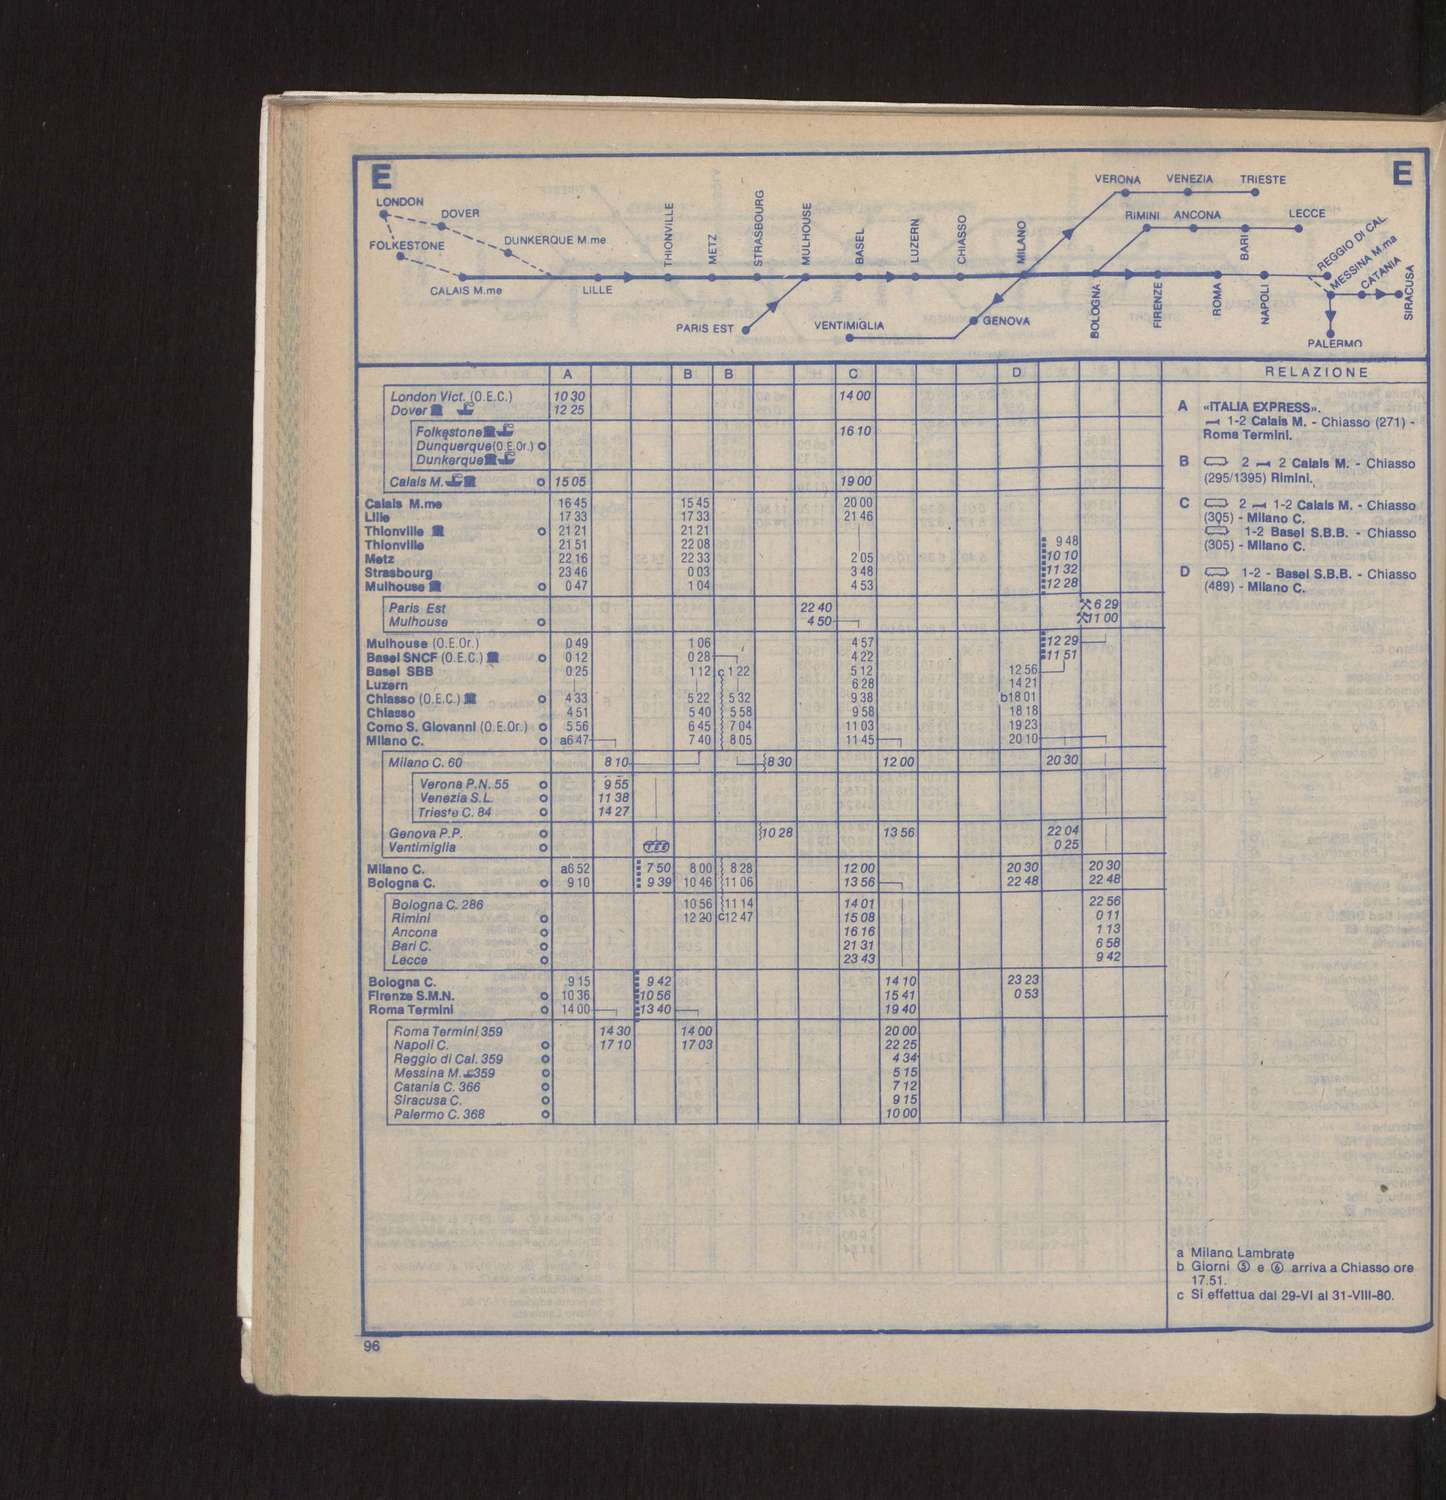 E E
LONDON
DOVER
FOLKESTONE
DUNKERQUE M.me
CALAIS M.me
LILLE
THIONVILLE
METZ
STRASBOURG
MULHOUSE
PARIS EST
BASEL
LUZERN
CHIASSO
MILANO
VENTIMIGLIA
GENOVA
VERONA VENEZIA TRIESTE
RIMINI ANCONA LECCE
BARI
BOLOGNA
FIRENZE
ROMA
NAPOLI
REGGIO DI CAL.
MESSINA M.ma
CATANIA
SIRACUSA
PALERMO
A B B C D RELAZIONE
London Vict. (O.E.C.) 10 30 14 00
Dover 12 25
Folkestone 16 10
Dunquerque (O.E.Or.)
Dunkerque
Calais M. 15 05 19 00
Calais M.me 16 45 15 45 20 00
Lille 17 33 17 33 21 46
Thionville 21 21 21 21
Thionville 21 51 22 08 9 48
Metz 22 16 22 33 2 05 10 10
Strasbourg 23 46 0 03 3 48 11 32
Mulhouse 0 47 1 04 4 53 12 28
Paris Est 22 40 6 29
Mulhouse 4 50 11 00
Mulhouse (O.E.Or.) 0 49 1 06 4 57 12 29
Basel SNCF (O.E.C.) 0 12 0 28 4 22 11 51
Basel SBB 0 25 1 12 c 1 22 5 12 12 56
Luzern 6 28 14 21
Chiasso (O.E.C.) 4 33 5 22 5 32 9 38 b18 01
Chiasso 4 51 5 40 5 58 9 58 18 18
Como S. Giovanni (O.E.Or.) 5 56 6 45 7 04 11 03 19 23
Milano C. a6 47 7 40 8 05 11 45 20 10
Milano C. 60 8 10 8 30 12 00 20 30
Verona P.N. 55 9 55
Venezia S.L. 11 38
Trieste C. 84 14 27
Genova P.P. 10 28 13 56 22 04
Ventimiglia TEE 0 25
Milano C. a6 52 7 50 8 00 8 28 12 00 20 30 20 30
Bologna C. 9 10 9 39 10 46 11 06 13 56 22 48 22 48
Bologna C. 286 10 56 11 14 14 01 22 56
Rimini 12 20 c12 47 15 08 0 11
Ancona 16 16 1 13
Bari C. 21 31 6 58
Lecce 23 43 9 42
Bologna C. 9 15 9 42 14 10 23 23
Firenze S.M.N. 10 36 10 56 15 41 0 53
Roma Termini 14 00 13 40 19 40
Roma Termini 359 14 30 14 00 20 00
Napoli C. 17 10 17 03 22 25
Reggio di Cal. 359 4 34
Messina M. 359 5 15
Catania C. 366 7 12
Siracusa C. 9 15
Palermo C. 368 10 00
A «ITALIA EXPRESS».
1-2 Calais M. - Chiasso (271) -
Roma Termini.
B 2 2 Calais M. - Chiasso
(295/1395) Rimini.
C 2 1-2 Calais M. - Chiasso
(305) - Milano C.
1-2 Basel S.B.B. - Chiasso
(305) - Milano C.
D 1-2 - Basel S.B.B. - Chiasso
(489) - Milano C.
a Milano Lambrate
b Giorni ⑤ e ⑥ arriva a Chiasso ore
17.51.
c Si effettua dal 29-VI al 31-VIII-80.
96